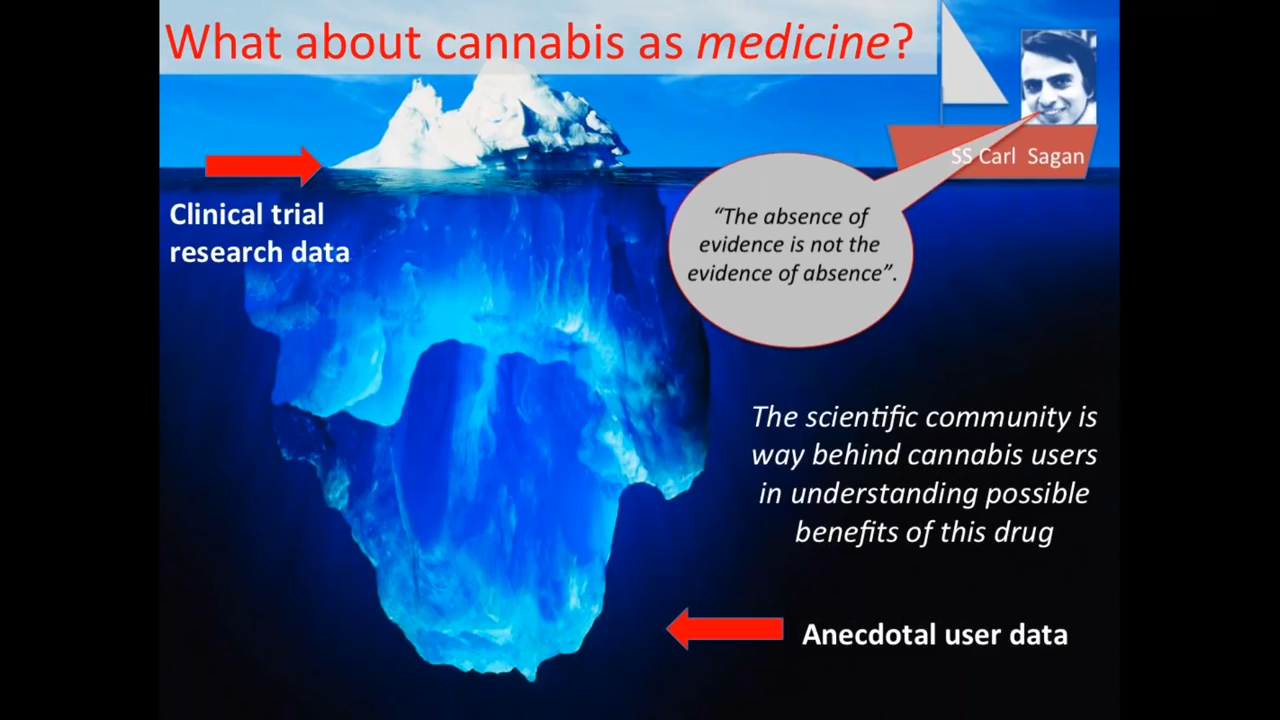 What about cannabis as medicine?
SS Carl Sagan
Clinical trial
research data
“The absence of
evidence is not the
evidence of absence”.
The scientific community is
way behind cannabis users
in understanding possible
benefits of this drug
Anecdotal user data